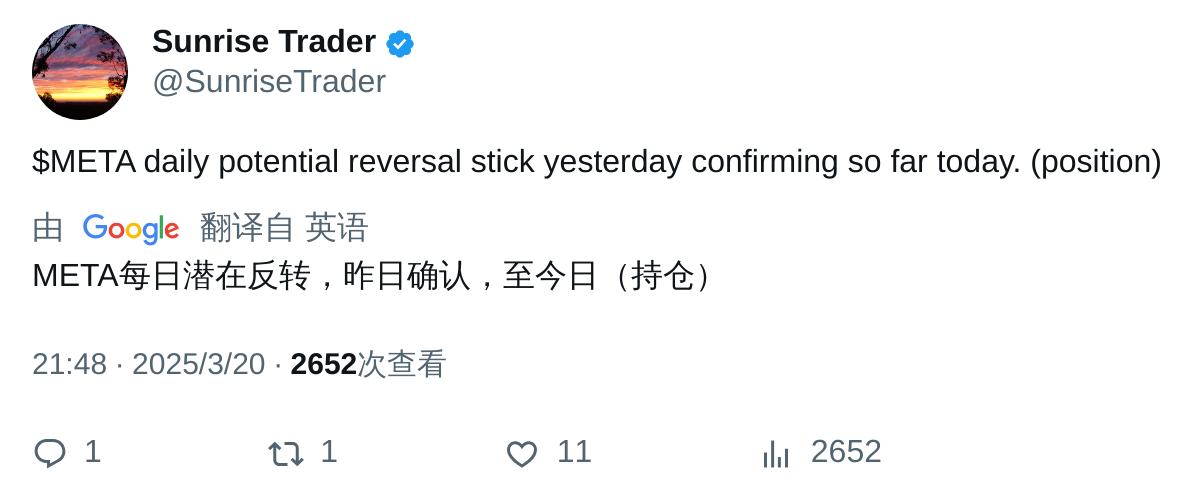 Sunrise Trader
@SunriseTrader
$META daily potential reversal stick yesterday confirming so far today. (position)
由 Google 翻译自 英语
META每日潜在反转，昨日确认，至今日（持仓）
21:48 · 2025/3/20 · 2652次查看
1 1 11 2652